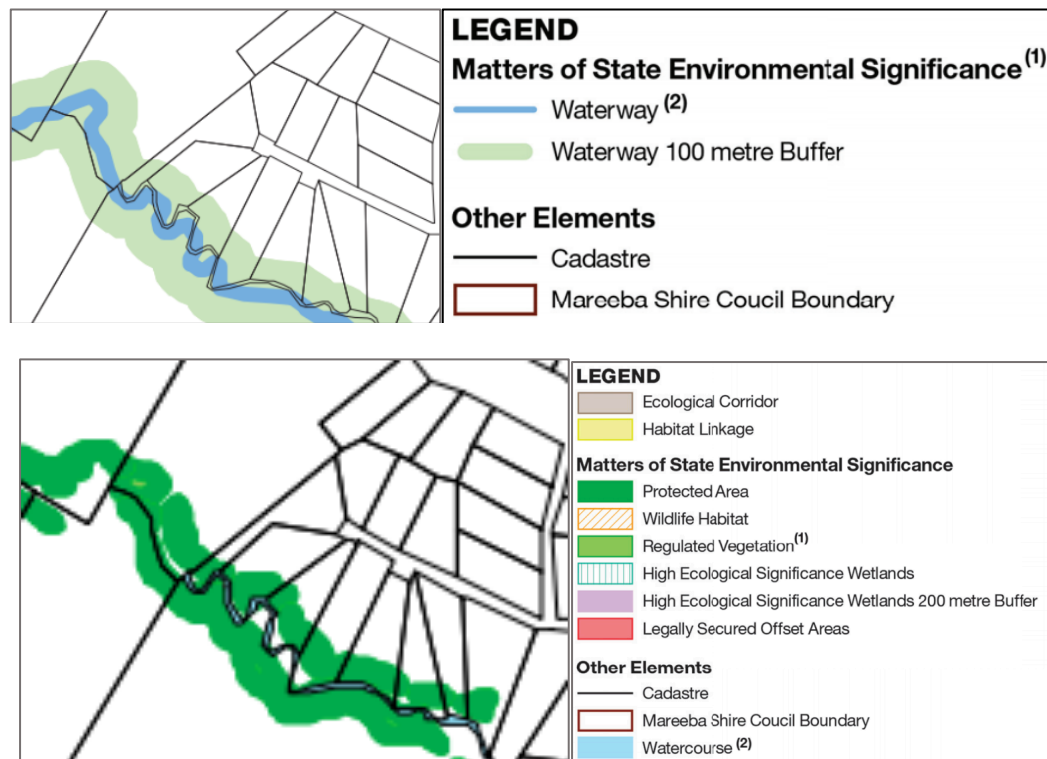 LEGEND
Matters of State Environmental Significance (1)
Waterway (2)
Waterway 100 metre Buffer
Other Elements
Cadastre
Mareeba Shire Coucil Boundary
LEGEND
Ecological Corridor
Habitat Linkage
Matters of State Environmental Significance
Protected Area
Wildlife Habitat
Regulated Vegetation (1)
High Ecological Significance Wetlands
High Ecological Significance Wetlands 200 metre Buffer
Legally Secured Offset Areas
Other Elements
Cadastre
Mareeba Shire Coucil Boundary
Watercourse (2)